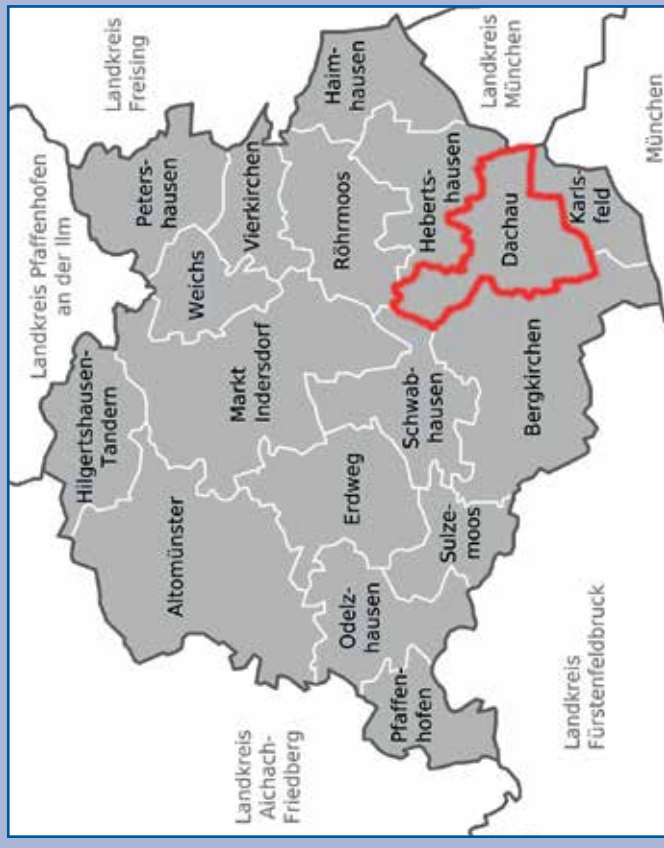 Landkreis Pfaffenhofen
an der Ilm
Landkreis
Freising
Hilgertshausen-
Tandern
Peters-
hausen
Altomünster
Weichs
Vierkirchen
Markt
Indersdorf
Landkreis
Aichach-
Friedberg
Haim-
hausen
Röhrmoos
Odelz-
hausen
Erdweg
Pfaffen-
hofen
Schwab-
hausen
Heberts-
hausen
Sulze-
moos
Landkreis
München
Dachau
Bergkirchen
Karls-
feld
Landkreis
Fürstenfeldbruck
München